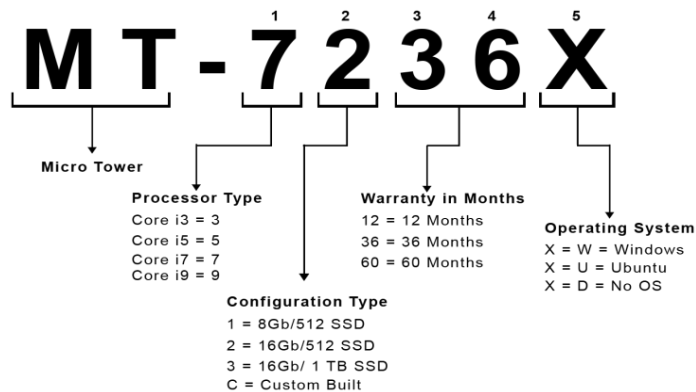 1 2 3 4 5
MT-7236X
Micro Tower
Processor Type
Core i3 = 3
Core i5 = 5
Core i7 = 7
Core i9 = 9
Configuration Type
1 = 8Gb/512 SSD
2 = 16Gb/512 SSD
3 = 16Gb/ 1 TB SSD
C = Custom Built
Warranty in Months
12 = 12 Months
36 = 36 Months
60 = 60 Months
Operating System
X = W = Windows
X = U = Ubuntu
X = D = No OS